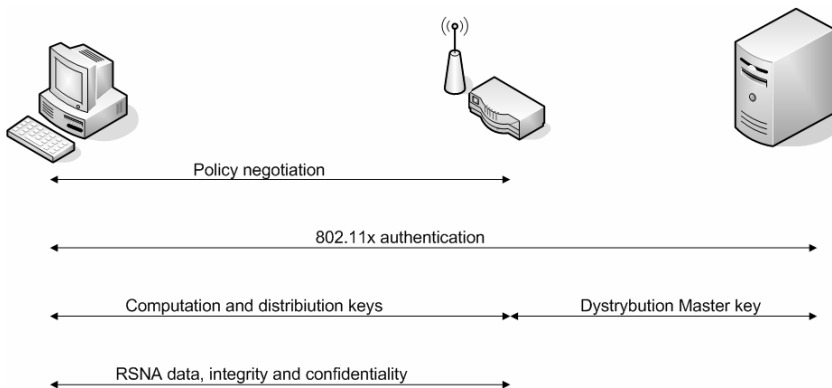 Policy negotiation
802.11x authentication
Computation and distribiution keys
Dystrybution Master key
RSNA data, integrity and confidentiality